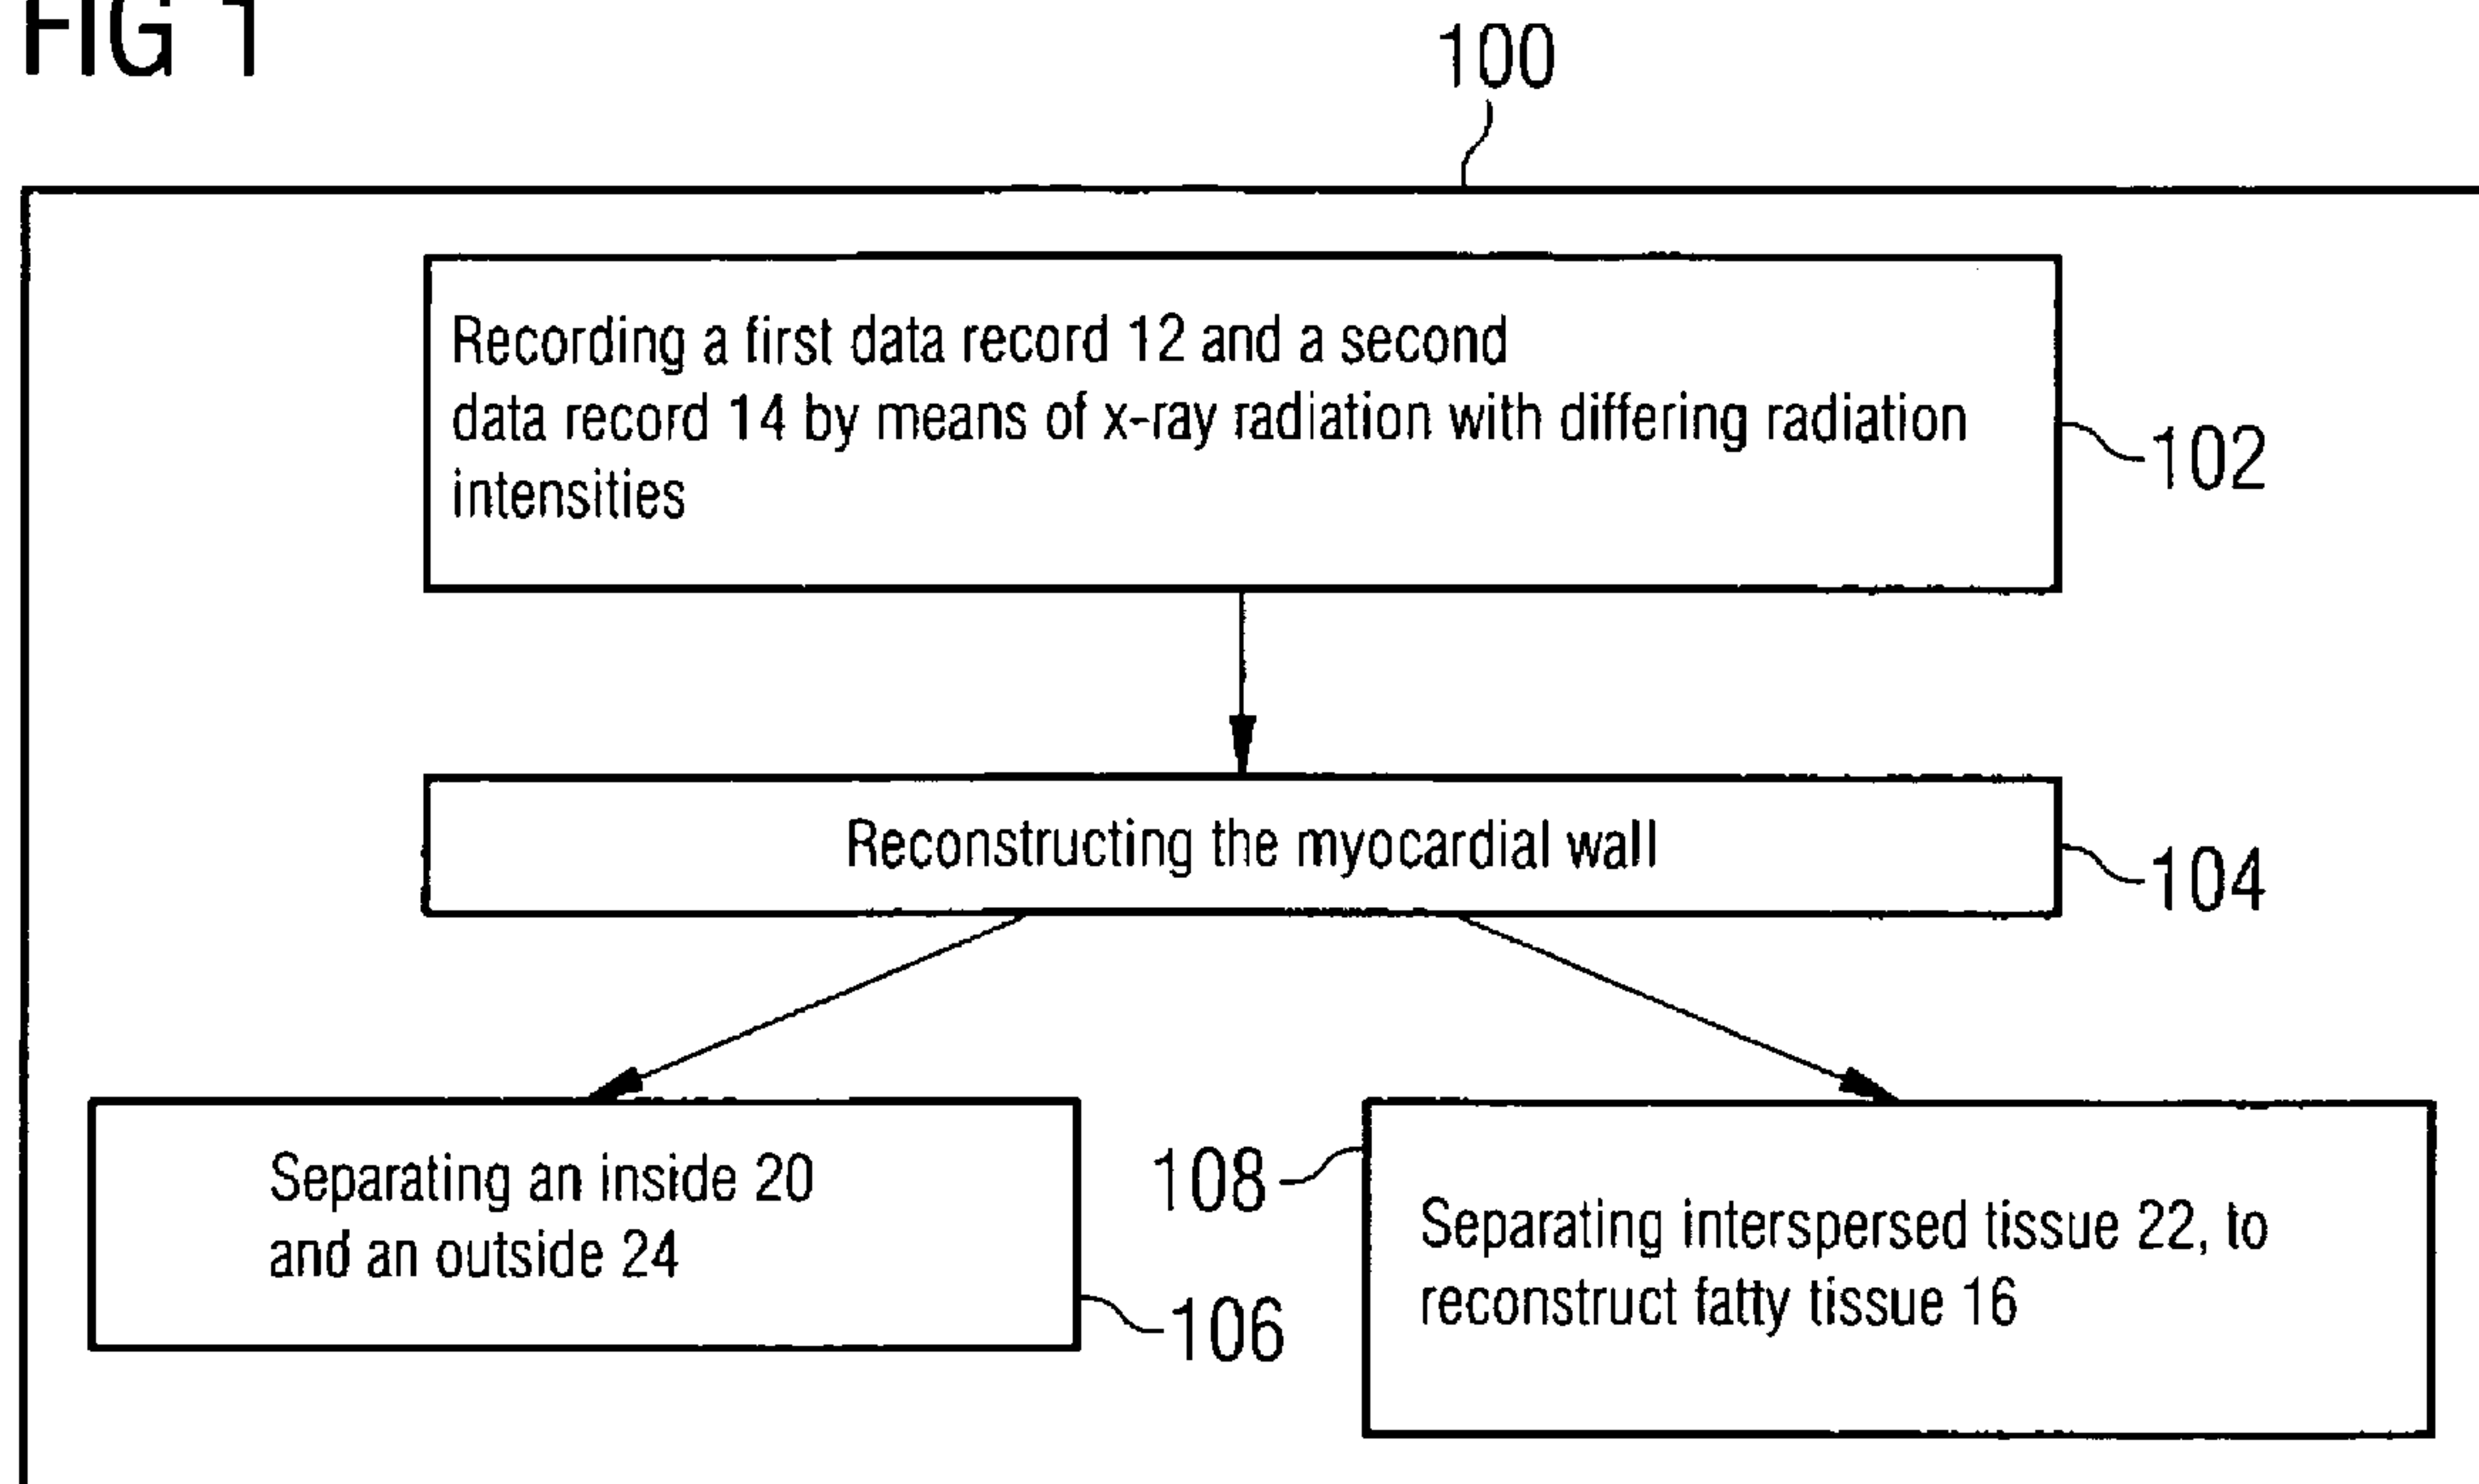 FIG 1
100
Recording a first data record 12 and a second
data record 14 by means of x-ray radiation with differing radiation
intensities
102
Reconstructing the myocardial wall
104
Separating an inside 20
and an outside 24
106
108
Separating interspersed tissue 22, to
reconstruct fatty tissue 16